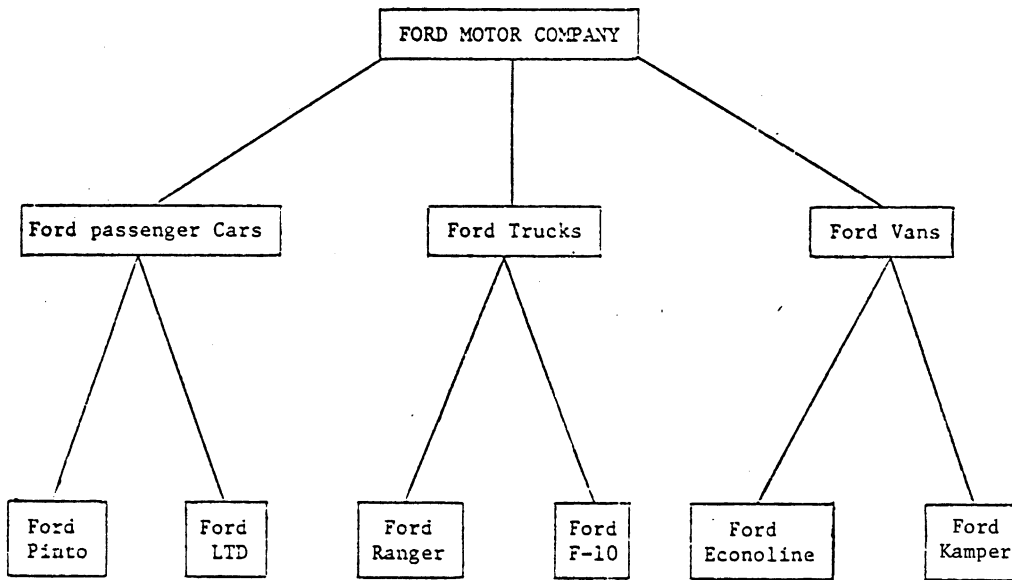 FORD MOTOR COMPANY
Ford passenger Cars
Ford Trucks
Ford Vans
Ford
Pinto
Ford
LTD
Ford
Ranger
Ford
F-10
Ford
Econoline
Ford
Kamper